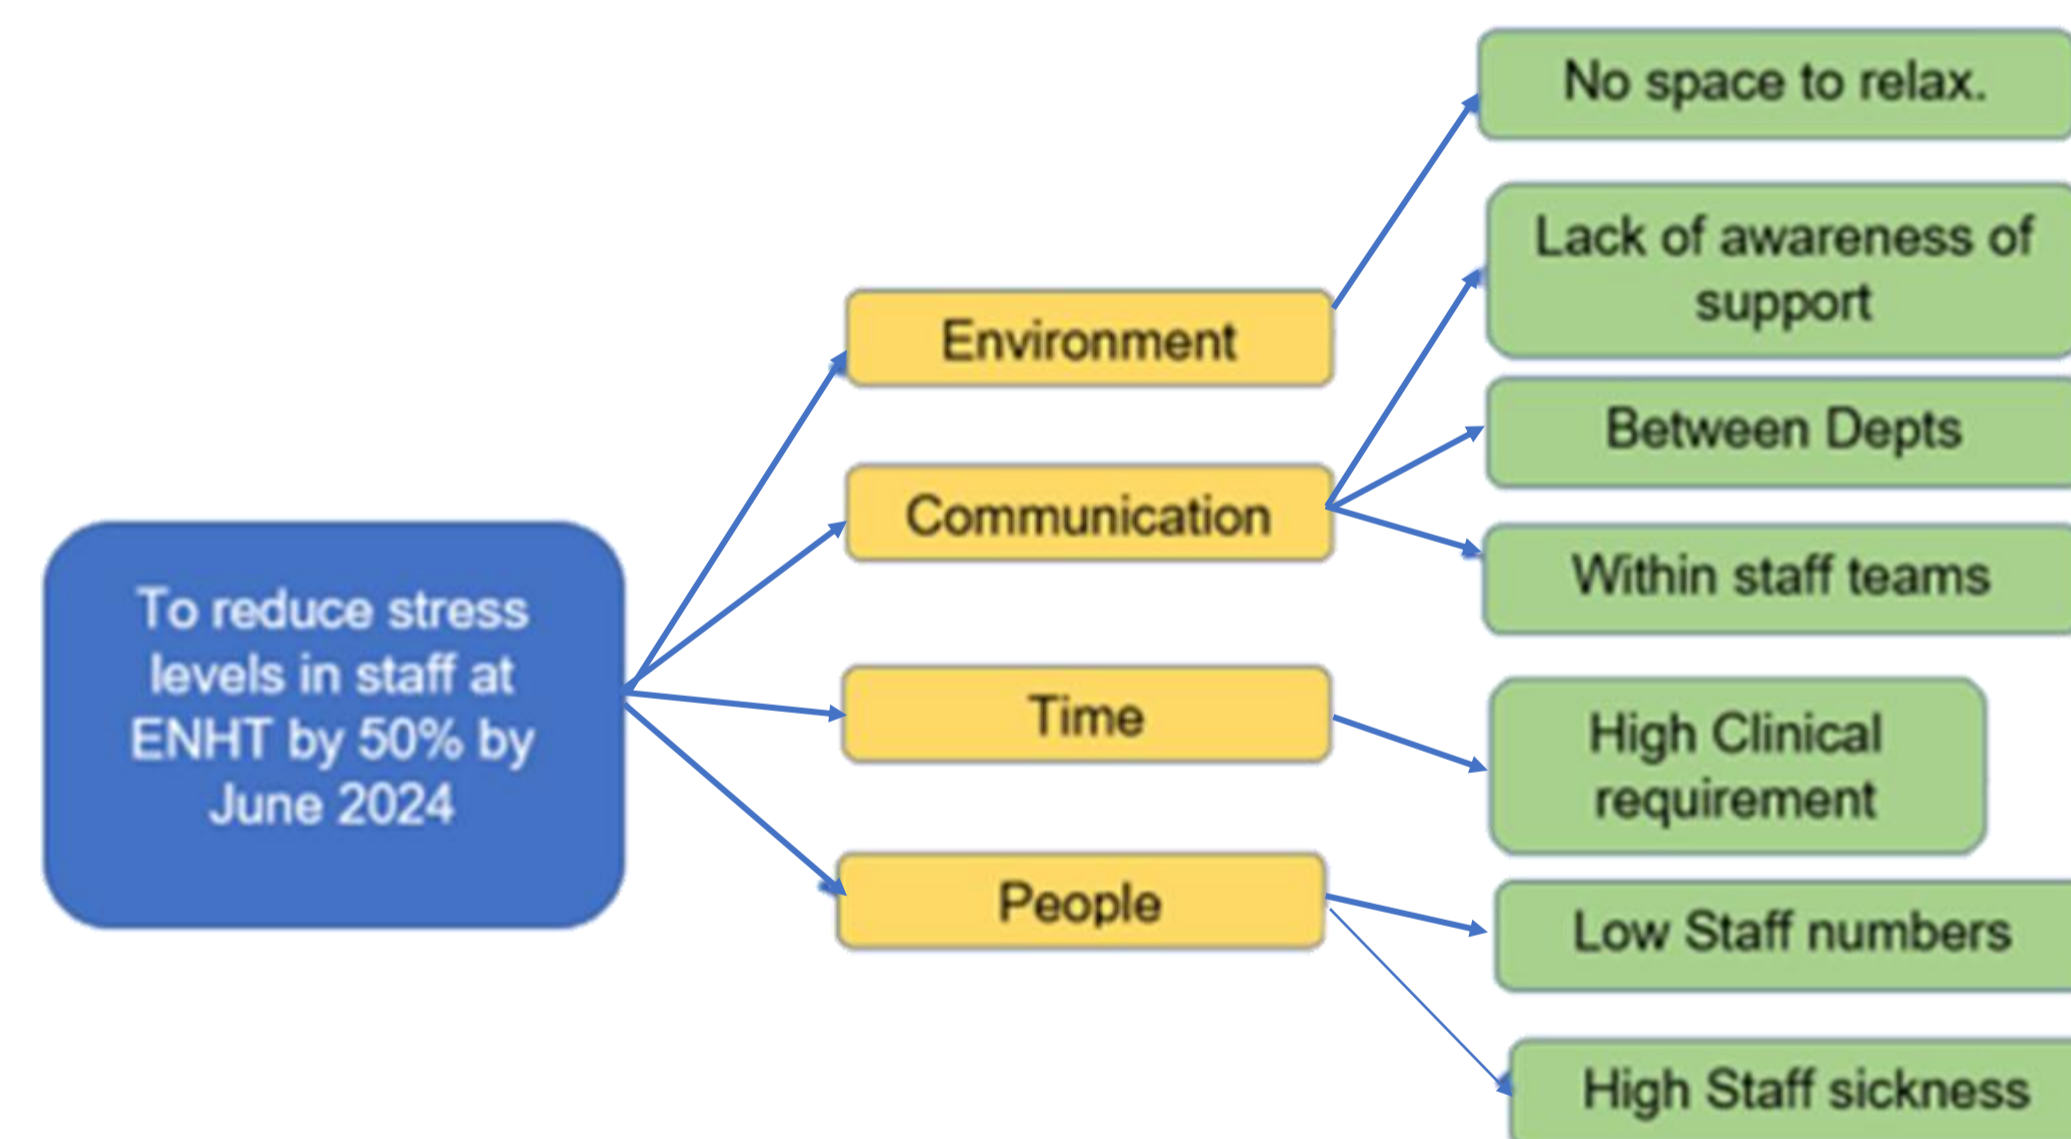 To reduce stress
levels in staff at
ENHT by 50% by
June 2024
Environment
Communication
Time
People
No space to relax.
Lack of awareness of
support
Between Depts
Within staff teams
High Clinical
requirement
Low Staff numbers
High Staff sickness